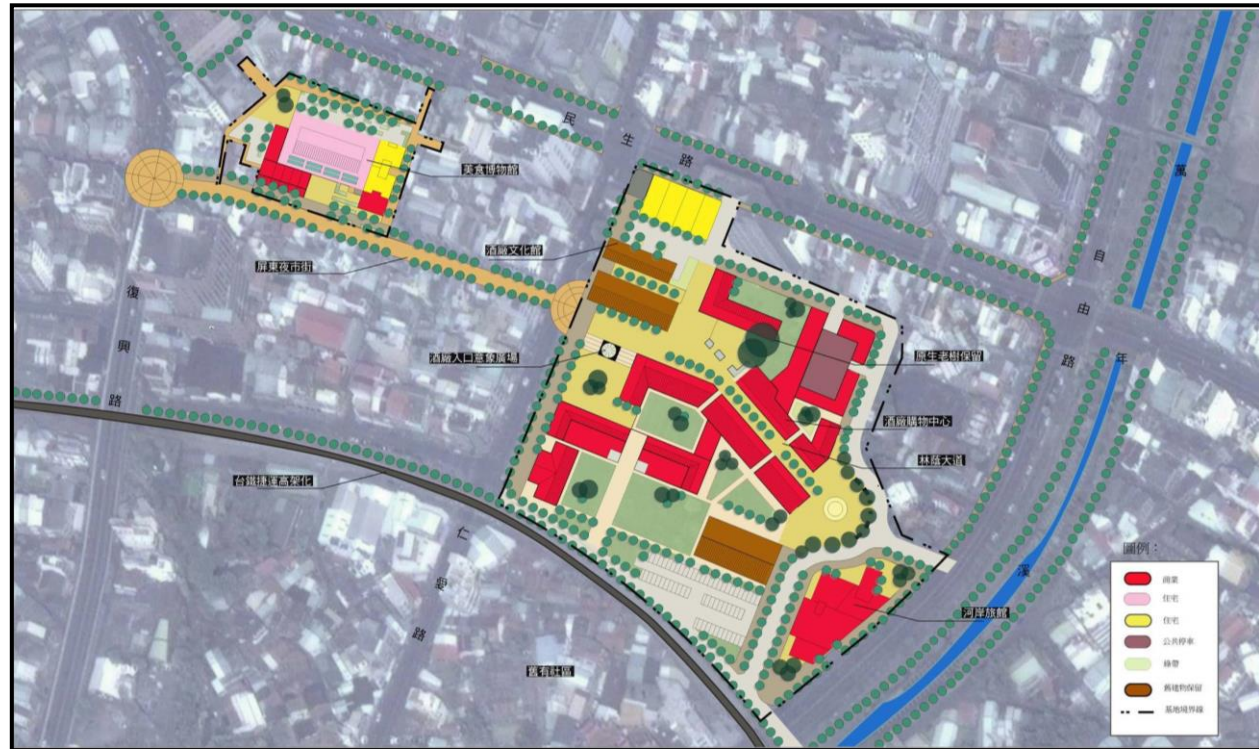 民生路
美食博物館
酒廠文化館
屏東夜市街
復興路
酒廠入口意象廣場
原生老樹保留
酒廠購物中心
林蔭大道
台鐵捷運高架化
仁愛路
自由路
萬年溪
河岸旅館
舊有社區
圖例：
商業
住宅
住宅
公共停車
綠帶
舊建物保留
基地境界線